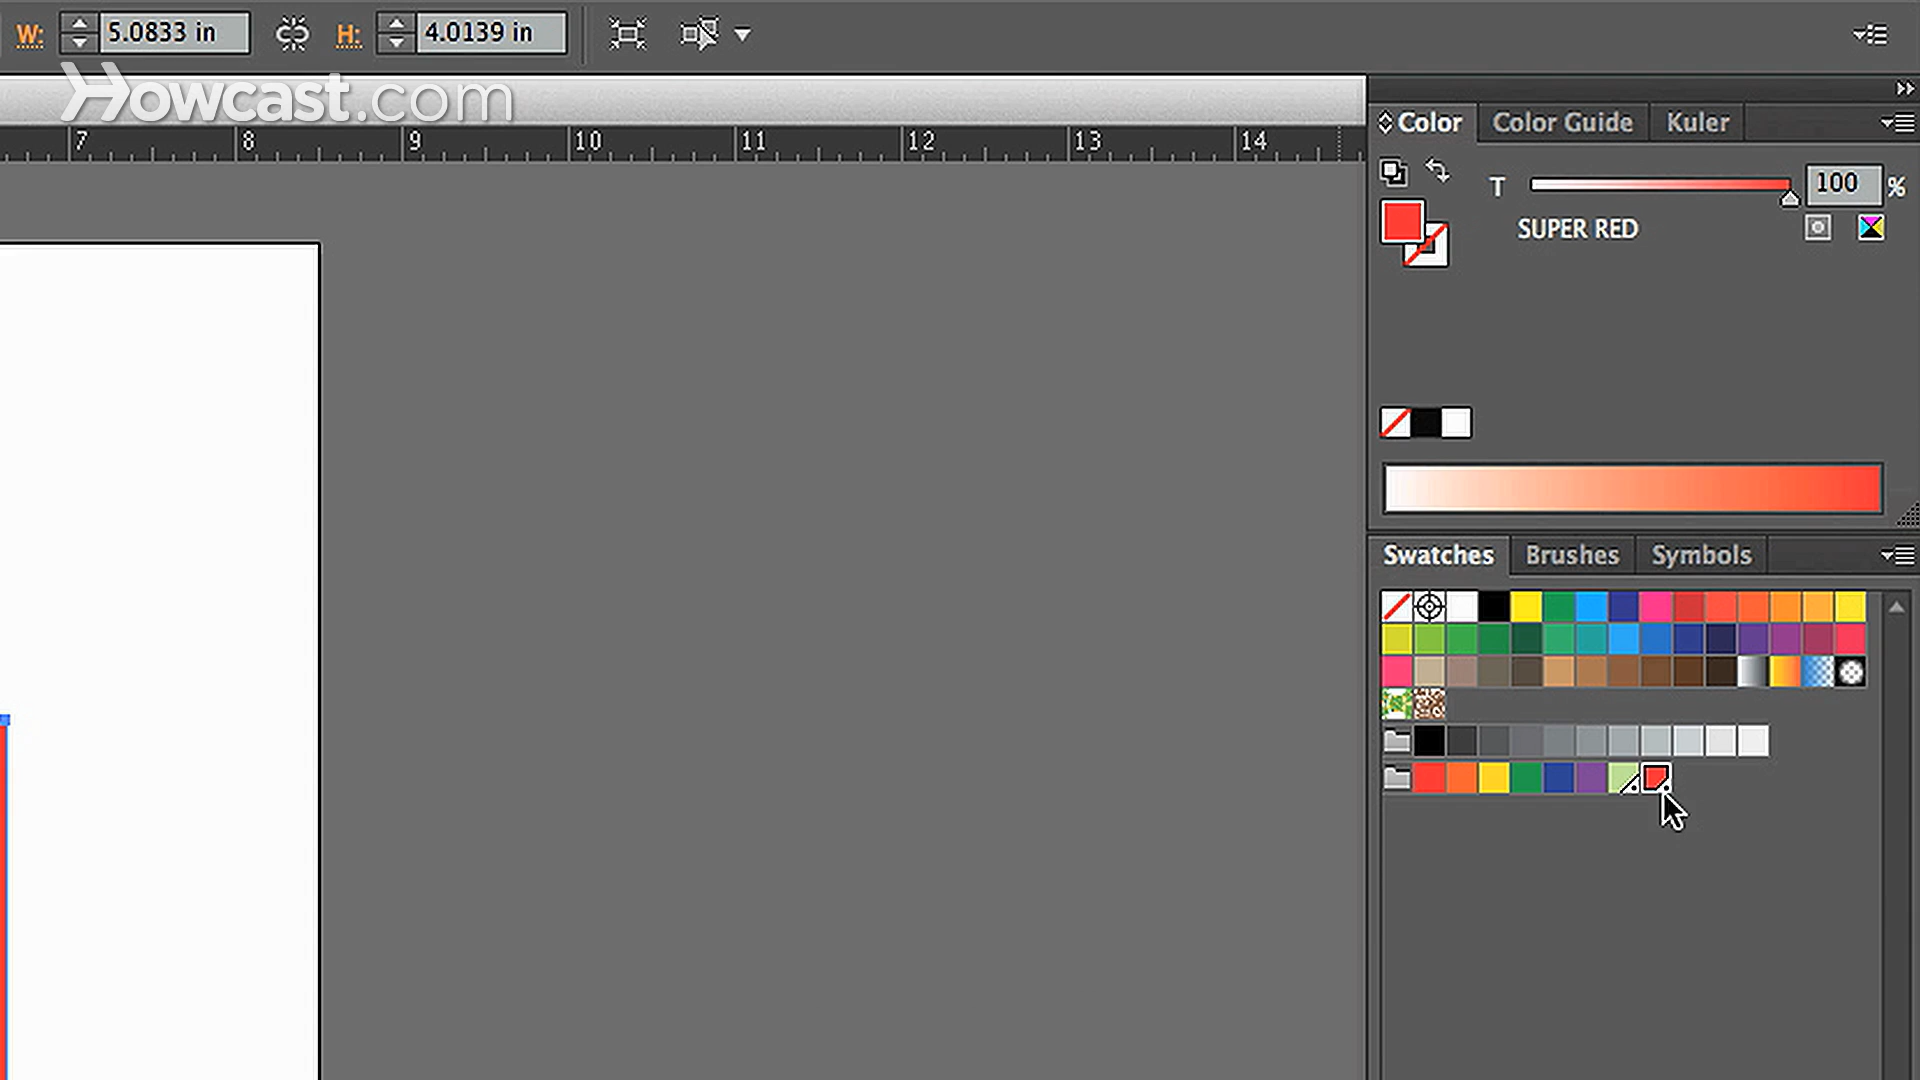 W: 5.0833 in H: 4.0139 in
Howcast.com
7 8 9 10 11 12 13 14
Color Color Guide Kuler
T 100 %
SUPER RED
Swatches Brushes Symbols